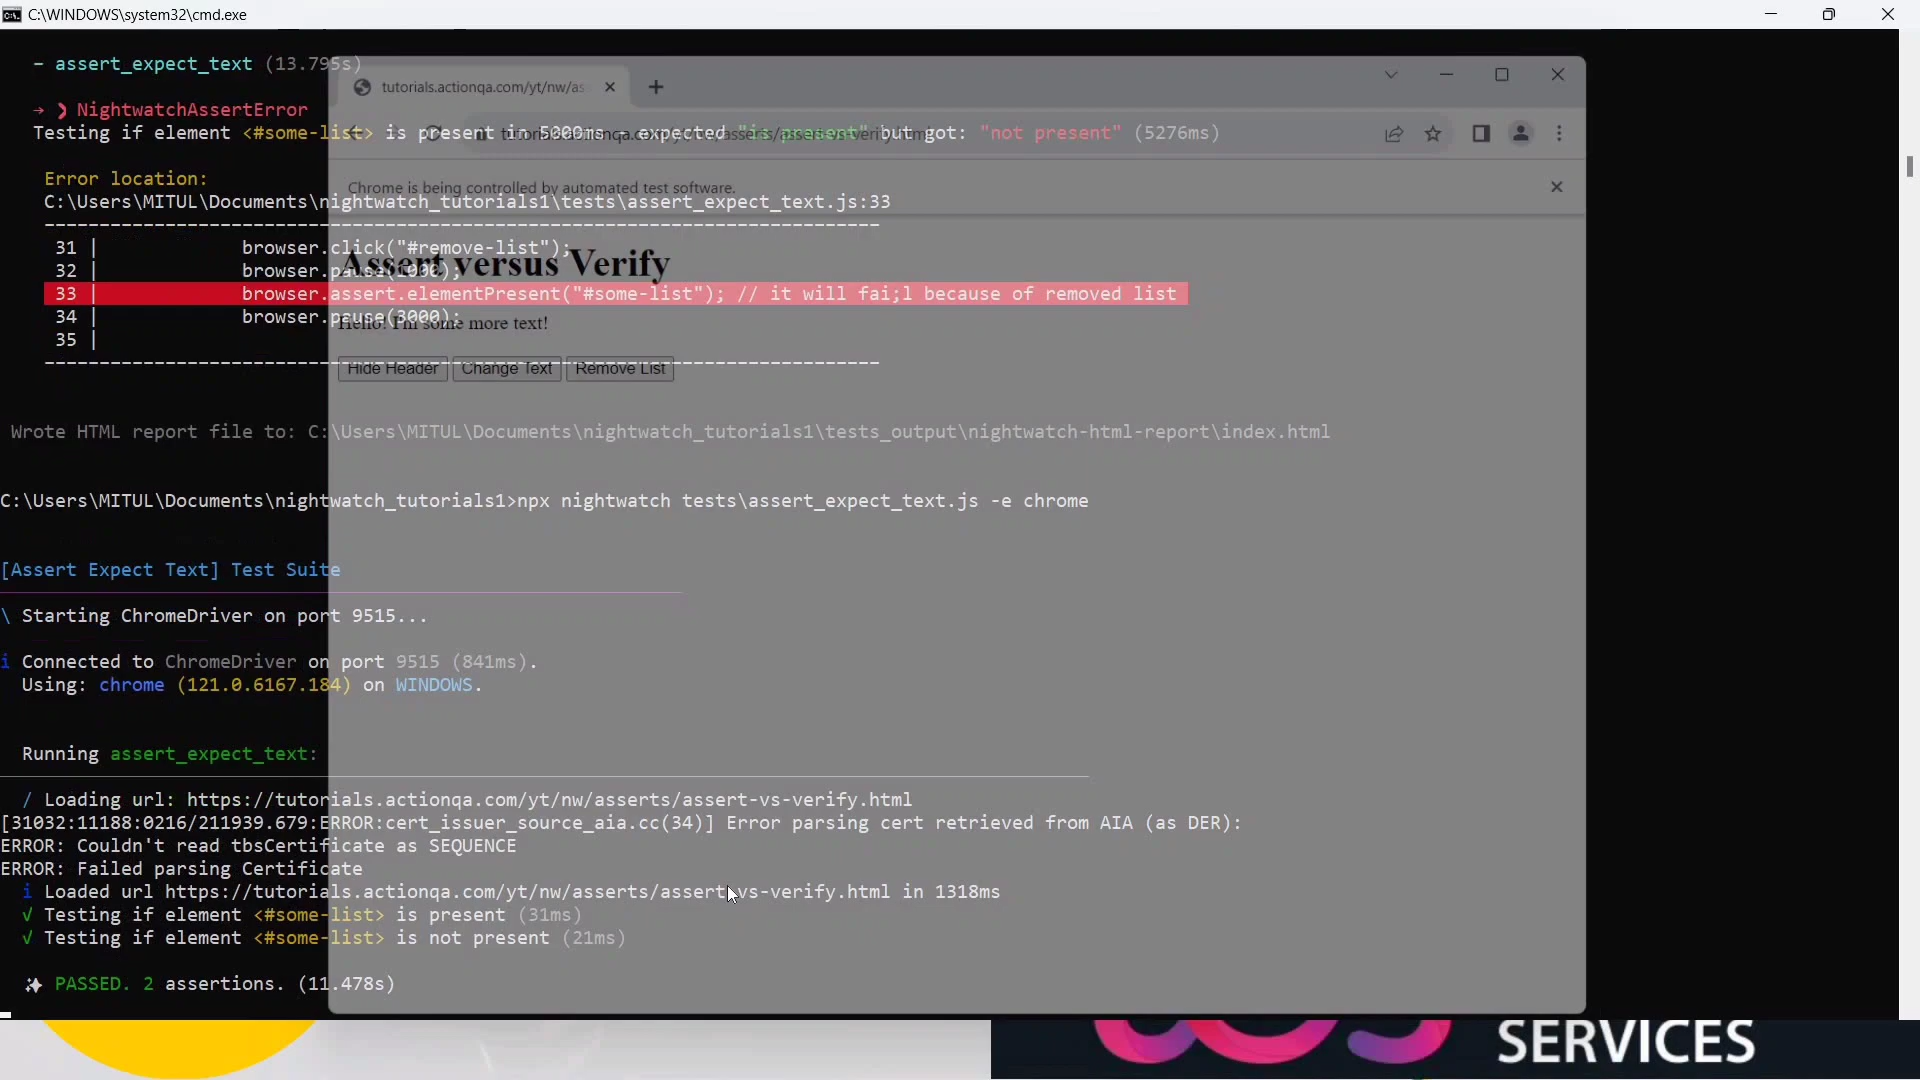 C:\WINDOWS\system32\cmd.exe
– assert_expect_text (13.795s)
tutorials.actionqa.com/yt/nw/as
→ ❯ NightwatchAssertError
Testing if element <#some-list> is present in 5000ms - expected "is present" but got: "not present" (5276ms)
tutorials.actionqa.com/yt/nw/asserts/assert-vs-verify.html
Error location:
Chrome is being controlled by automated test software.
C:\Users\MITUL\Documents\nightwatch_tutorials1\tests\assert_expect_text.js:33
31 | browser.click("#remove-list");
Assert versus Verify
32 | browser.pause(1000);
33 | browser.assert.elementPresent("#some-list"); // it will fai;l because of removed list
34 | browser.pause(3000);
Hello! I'm some more text!
35 |
Hide Header Change Text Remove List
Wrote HTML report file to: C:\Users\MITUL\Documents\nightwatch_tutorials1\tests_output\nightwatch-html-report\index.html
C:\Users\MITUL\Documents\nightwatch_tutorials1>npx nightwatch tests\assert_expect_text.js -e chrome
[Assert Expect Text] Test Suite
\ Starting ChromeDriver on port 9515...
i Connected to ChromeDriver on port 9515 (841ms).
Using: chrome (121.0.6167.184) on WINDOWS.
Running assert_expect_text:
/ Loading url: https://tutorials.actionqa.com/yt/nw/asserts/assert-vs-verify.html
[31032:11188:0216/211939.679:ERROR:cert_issuer_source_aia.cc(34)] Error parsing cert retrieved from AIA (as DER):
ERROR: Couldn't read tbsCertificate as SEQUENCE
ERROR: Failed parsing Certificate
i Loaded url https://tutorials.actionqa.com/yt/nw/asserts/assert-vs-verify.html in 1318ms
√ Testing if element <#some-list> is present (31ms)
√ Testing if element <#some-list> is not present (21ms)
✨ PASSED. 2 assertions. (11.478s)
SERVICES